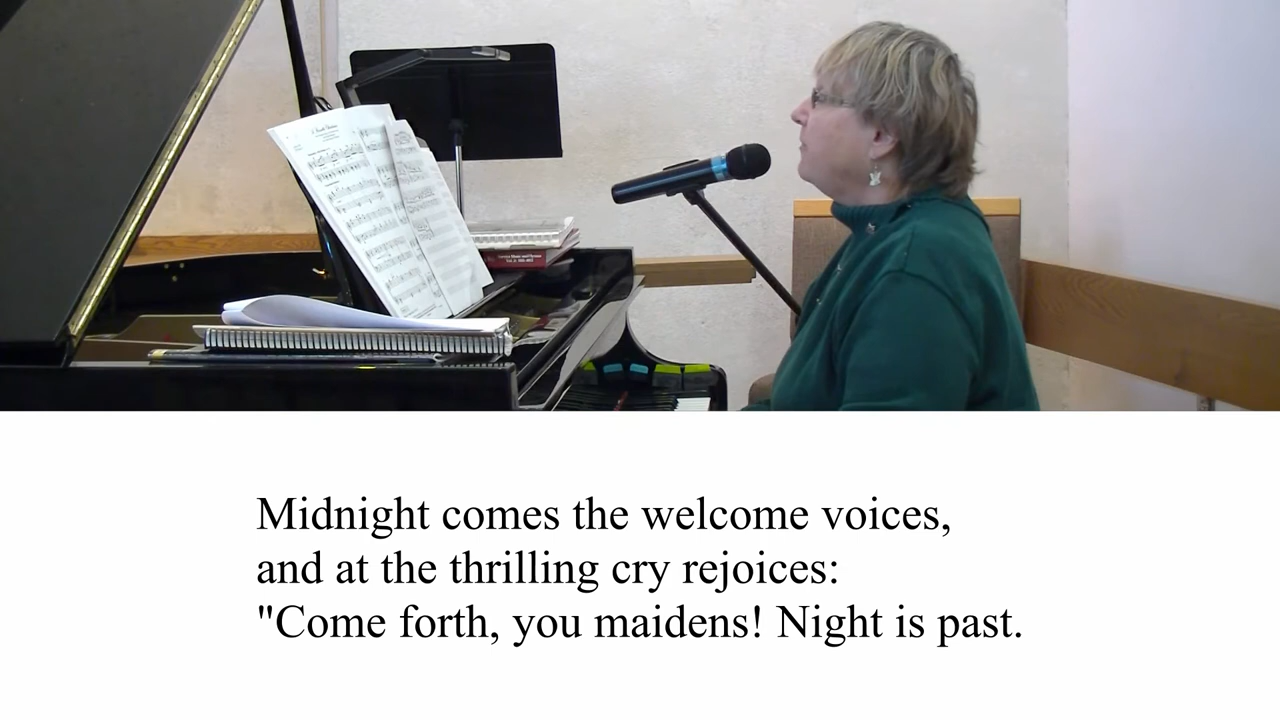 Midnight comes the welcome voices,
and at the thrilling cry rejoices:
"Come forth, you maidens! Night is past.